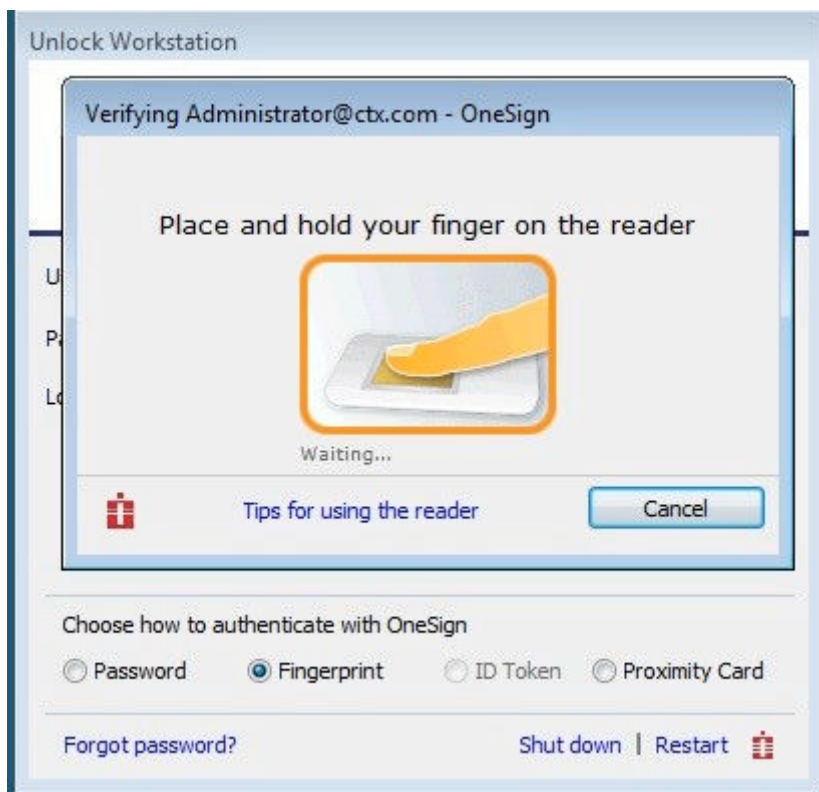 Unlock Workstation
Verifying Administrator@ctx.com - OneSign
Place and hold your finger on the reader
Waiting...
Tips for using the reader
Cancel
Choose how to authenticate with OneSign
Password Fingerprint ID Token Proximity Card
Forgot password? Shut down | Restart